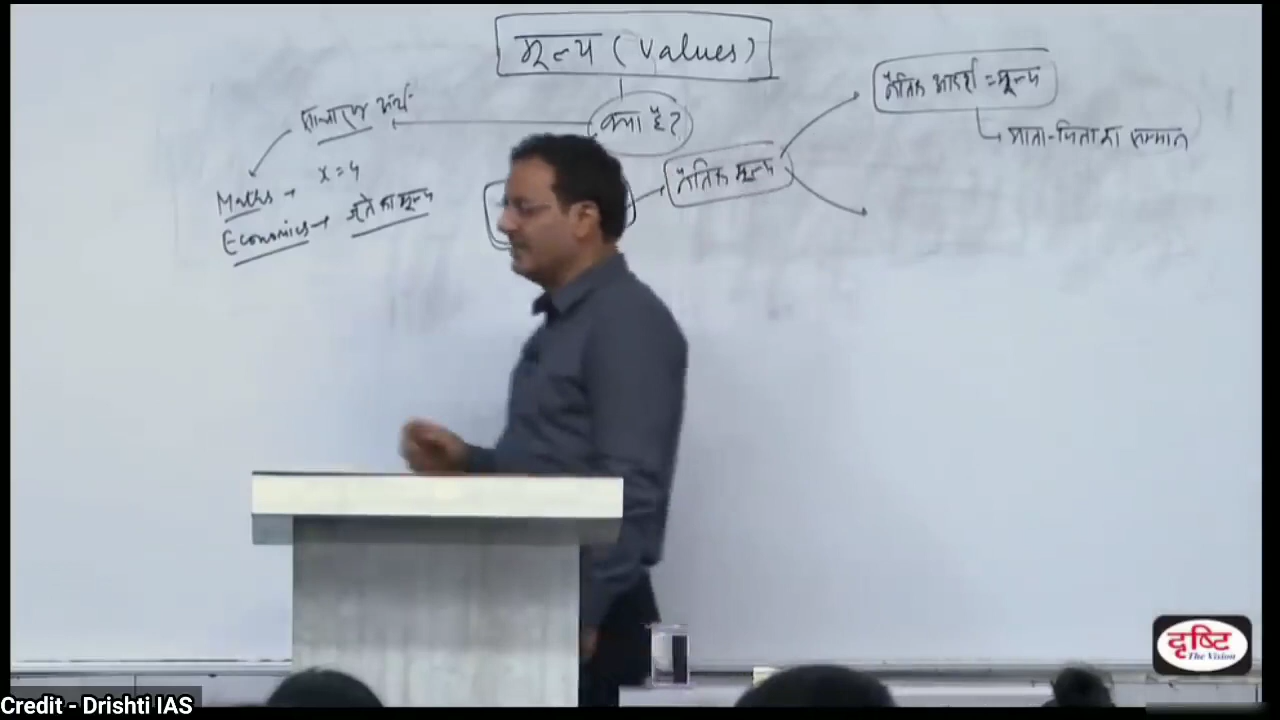 मूल्य (Values)
क्या है?
सामान्य अर्थ
Maths → x = 4
Economics → जूते का मूल्य
नैतिक मूल्य
नैतिक आदर्श = मूल्य
माता-पिता का सम्मान
दृष्टि
The Vision
Credit - Drishti IAS